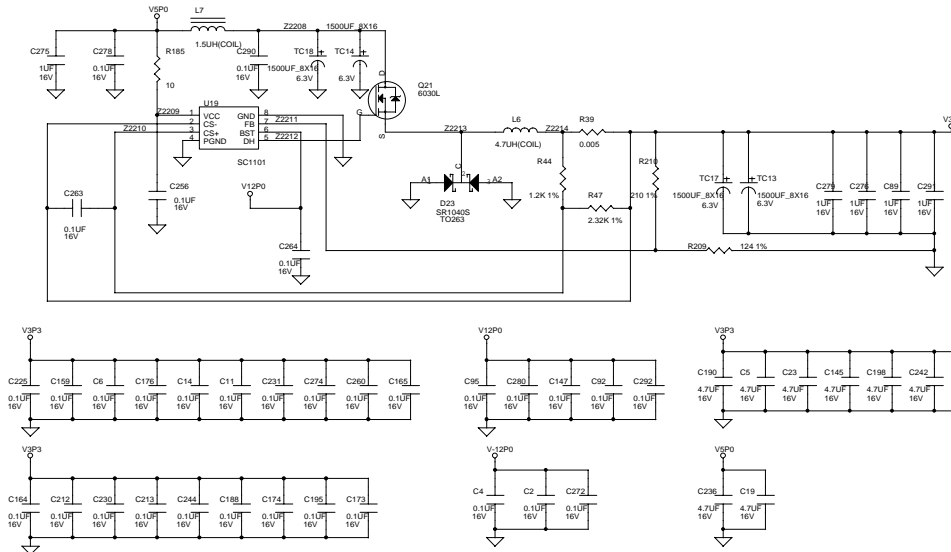 V5P0
L7
1.5UH(COIL)
Z2208
1500UF_8X16
C275
1UF
16V
C278
0.1UF
16V
R185
10
C290
0.1UF
16V
TC18
1500UF_8X16
6.3V
TC14
6.3V
D
G
S
Q21
6030L
U19
Z2209
Z2210
1 VCC
2 CS-
3 CS+
4 PGND
GND 8
FB 7
BST 6
DH 5
Z2211
Z2212
SC1101
C263
0.1UF
16V
C256
0.1UF
16V
V12P0
C264
0.1UF
16V
Z2213
L6
4.7UH(COIL)
Z2214
R39
0.005
A1
C
A2
D23
SR1040S
TO263
R44
1.2K 1%
R47
2.32K 1%
R210
210 1%
R209
124 1%
TC17
1500UF_8X16
6.3V
TC13
1500UF_8X16
6.3V
C279
1UF
16V
C276
1UF
16V
C89
1UF
16V
C291
1UF
16V
V3P3
C225
0.1UF
16V
C159
0.1UF
16V
C6
0.1UF
16V
C176
0.1UF
16V
C14
0.1UF
16V
C11
0.1UF
16V
C231
0.1UF
16V
C274
0.1UF
16V
C260
0.1UF
16V
C165
0.1UF
16V
V12P0
C95
0.1UF
16V
C280
0.1UF
16V
C147
0.1UF
16V
C92
0.1UF
16V
C292
0.1UF
16V
V3P3
C190
4.7UF
16V
C5
4.7UF
16V
C23
4.7UF
16V
C145
4.7UF
16V
C198
4.7UF
16V
C242
4.7UF
16V
V3P3
C164
0.1UF
16V
C212
0.1UF
16V
C230
0.1UF
16V
C213
0.1UF
16V
C244
0.1UF
16V
C188
0.1UF
16V
C174
0.1UF
16V
C195
0.1UF
16V
C173
0.1UF
16V
V-12P0
C4
0.1UF
16V
C2
0.1UF
16V
C272
0.1UF
16V
V5P0
C236
4.7UF
16V
C19
4.7UF
16V